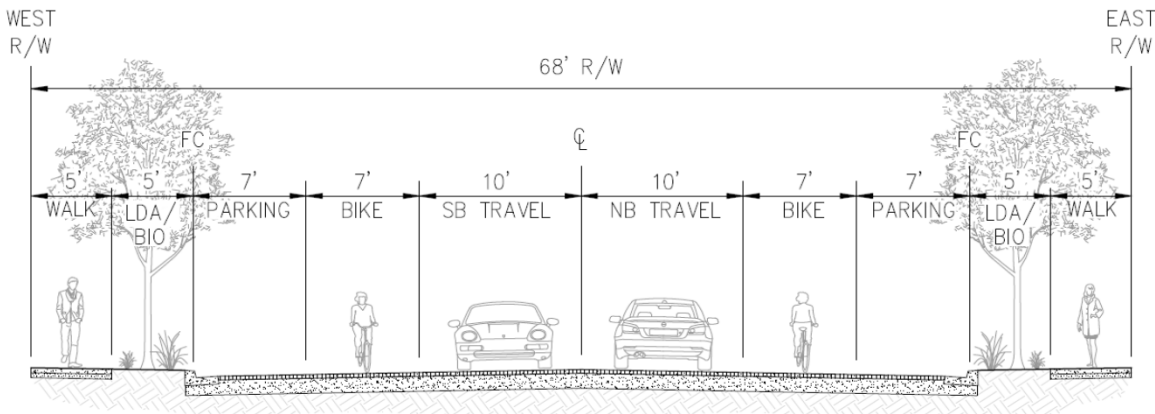 WEST
R/W
EAST
R/W
68' R/W
FC
℄
FC
5' 5' 7' 7' 10' 10' 7' 7' 5' 5'
WALK LDA/ PARKING BIKE SB TRAVEL NB TRAVEL BIKE PARKING LDA/ WALK
BIO BIO